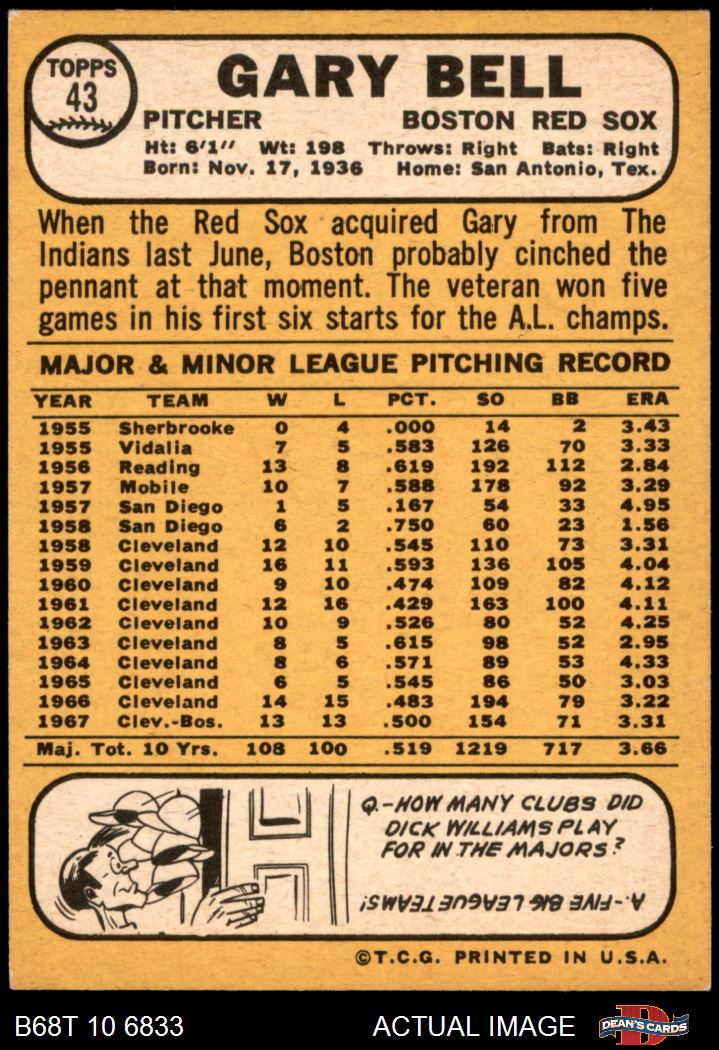 TOPPS
43
GARY BELL
PITCHER BOSTON RED SOX
Ht: 6'1" Wt: 198 Throws: Right Bats: Right
Born: Nov. 17, 1936 Home: San Antonio, Tex.
When the Red Sox acquired Gary from The
Indians last June, Boston probably cinched the
pennant at that moment. The veteran won five
games in his first six starts for the A.L. champs.
MAJOR & MINOR LEAGUE PITCHING RECORD
YEAR TEAM W L PCT. SO BB ERA
1955 Sherbrooke 0 4 .000 14 2 3.43
1955 Vidalia 7 5 .583 126 70 3.33
1956 Reading 13 8 .619 192 112 2.84
1957 Mobile 10 7 .588 178 92 3.29
1957 San Diego 1 5 .167 54 33 4.95
1958 San Diego 6 2 .750 60 23 1.56
1958 Cleveland 12 10 .545 110 73 3.31
1959 Cleveland 16 11 .593 136 105 4.04
1960 Cleveland 9 10 .474 109 82 4.12
1961 Cleveland 12 16 .429 163 100 4.11
1962 Cleveland 10 9 .526 80 52 4.25
1963 Cleveland 8 5 .615 98 52 2.95
1964 Cleveland 8 6 .571 89 53 4.33
1965 Cleveland 6 5 .545 86 50 3.03
1966 Cleveland 14 15 .483 194 79 3.22
1967 Clev.-Bos. 13 13 .500 154 71 3.31
Maj. Tot. 10 Yrs. 108 100 .519 1219 717 3.66
Q.-HOW MANY CLUBS DID
DICK WILLIAMS PLAY
FOR IN THE MAJORS?
A.-FIVE BIG LEAGUE TEAMS!
©T.C.G. PRINTED IN U.S.A.
B68T 10 6833 ACTUAL IMAGE DEAN'S CARDS